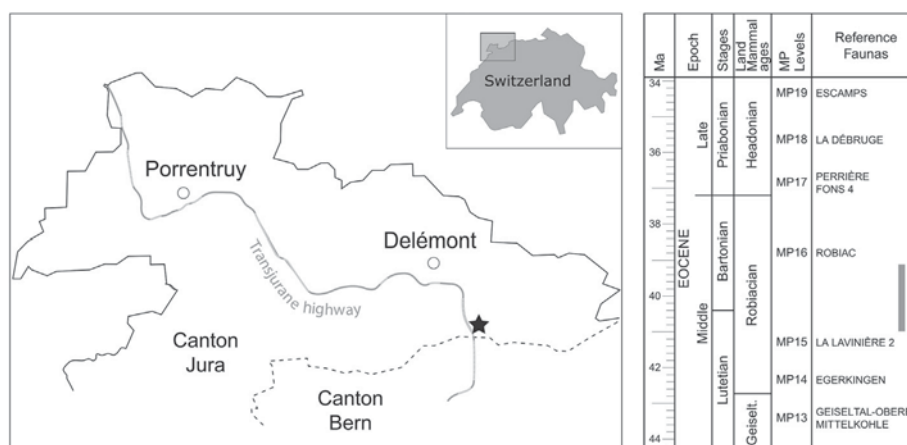 Switzerland
Porrentruy
Delémont
Transjurane highway
Canton
Jura
Canton
Bern
Ma
Epoch
Stages
Land
Mammal
ages
MP
Levels
Reference
Faunas
34
36
38
40
42
44
EOCENE
Late
Middle
Priabonian
Bartonian
Lutetian
Headonian
Robiacian
Geiselt.
MP19 ESCAMPS
MP18 LA DÉBRUGE
MP17 PERRIÈRE
FONS 4
MP16 ROBIAC
MP15 LA LAVINIÈRE 2
MP14 EGERKINGEN
MP13 GEISELTAL-OBERE
MITTELKOHLE